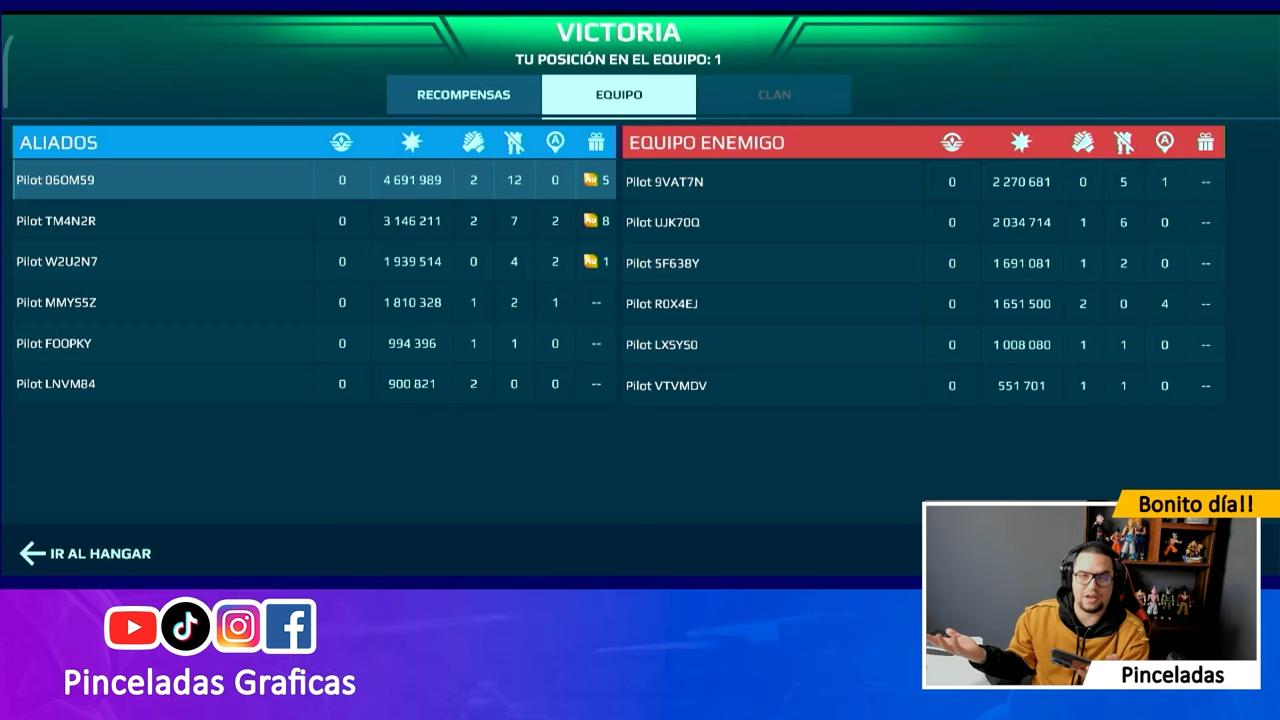 VICTORIA
TU POSICIÓN EN EL EQUIPO: 1
RECOMPENSAS EQUIPO CLAN
ALIADOS A
Pilot 06OM59 0 4 691 989 2 12 0 Au 5
Pilot TM4N2R 0 3 146 211 2 7 2 Au 8
Pilot W2U2N7 0 1 939 514 0 4 2 Au 1
Pilot MMYS5Z 0 1 810 328 1 2 1 --
Pilot FOOPKY 0 994 396 1 1 0 --
Pilot LNVM84 0 900 821 2 0 0 --
EQUIPO ENEMIGO A
Pilot 9VAT7N 0 2 270 681 0 5 1 --
Pilot UJK70Q 0 2 034 714 1 6 0 --
Pilot 5F638Y 0 1 691 081 1 2 0 --
Pilot R0X4EJ 0 1 651 500 2 0 4 --
Pilot LXSYS0 0 1 008 080 1 1 0 --
Pilot VTVMDV 0 551 701 1 1 0 --
IR AL HANGAR
Bonito día!!
Pinceladas
Pinceladas Graficas